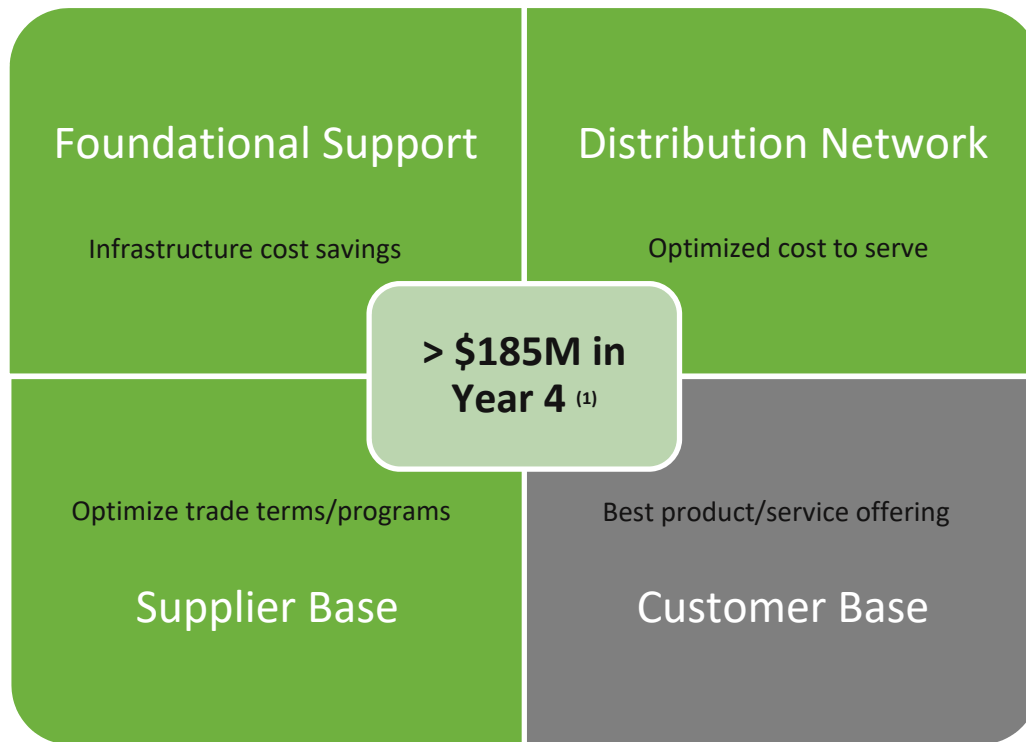 Foundational Support
Distribution Network
Infrastructure cost savings
Optimized cost to serve
> $185M in
Year 4 (1)
Optimize trade terms/programs
Best product/service offering
Supplier Base
Customer Base